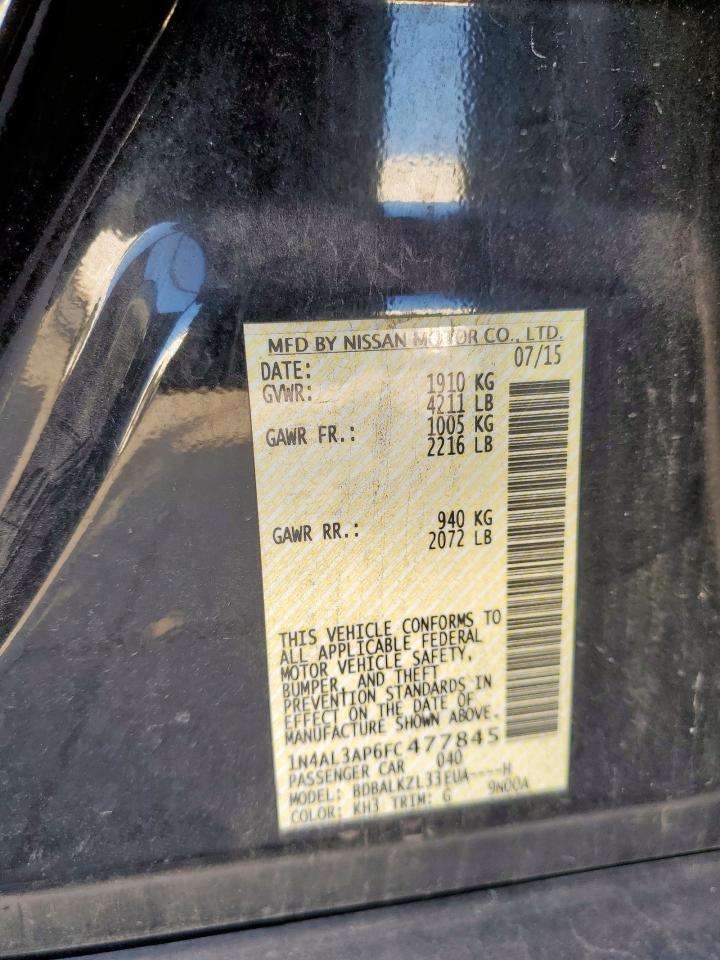 MFD BY NISSAN MOTOR CO., LTD.
DATE: 07/15
GVWR: 1910 KG
4211 LB
GAWR FR.: 1005 KG
2216 LB
GAWR RR.: 940 KG
2072 LB
THIS VEHICLE CONFORMS TO
ALL APPLICABLE FEDERAL
MOTOR VEHICLE SAFETY,
BUMPER, AND THEFT
PREVENTION STANDARDS IN
EFFECT ON THE DATE OF
MANUFACTURE SHOWN ABOVE.
1N4AL3AP6FC477845
PASSENGER CAR 040
MODEL: BDBALKZL33EUA----H
COLOR: KH3 TRIM: G 9N00A